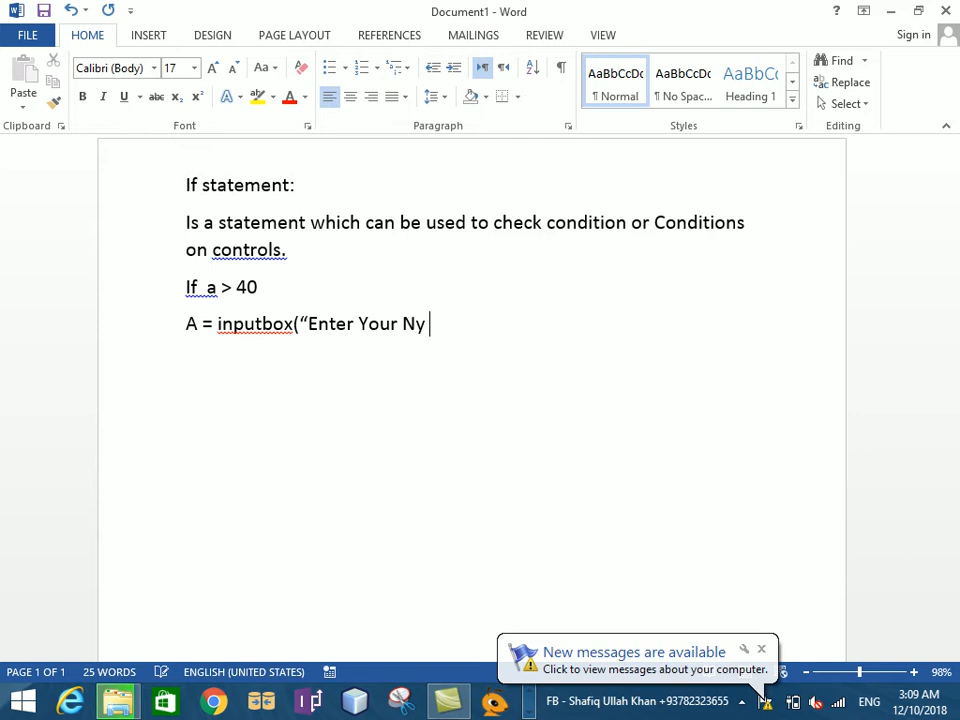 Document1 - Word
? 
FILE HOME INSERT DESIGN PAGE LAYOUT REFERENCES MAILINGS REVIEW VIEW Sign in
Calibri (Body) 17 A A Aa
Paste
B I U abc X₂ X² A A
AaBbCcDc AaBbCcDc AaBbCc
¶ Normal ¶ No Spac... Heading 1
Find
Replace
Select
Clipboard Font Paragraph Styles Editing
If statement:
Is a statement which can be used to check condition or Conditions
on controls.
If a > 40
A = inputbox(“Enter Your Ny
New messages are available
Click to view messages about your computer.
PAGE 1 OF 1 25 WORDS ENGLISH (UNITED STATES) 98%
FB - Shafiq Ullah Khan +93782323655 ENG
3:09 AM
12/10/2018